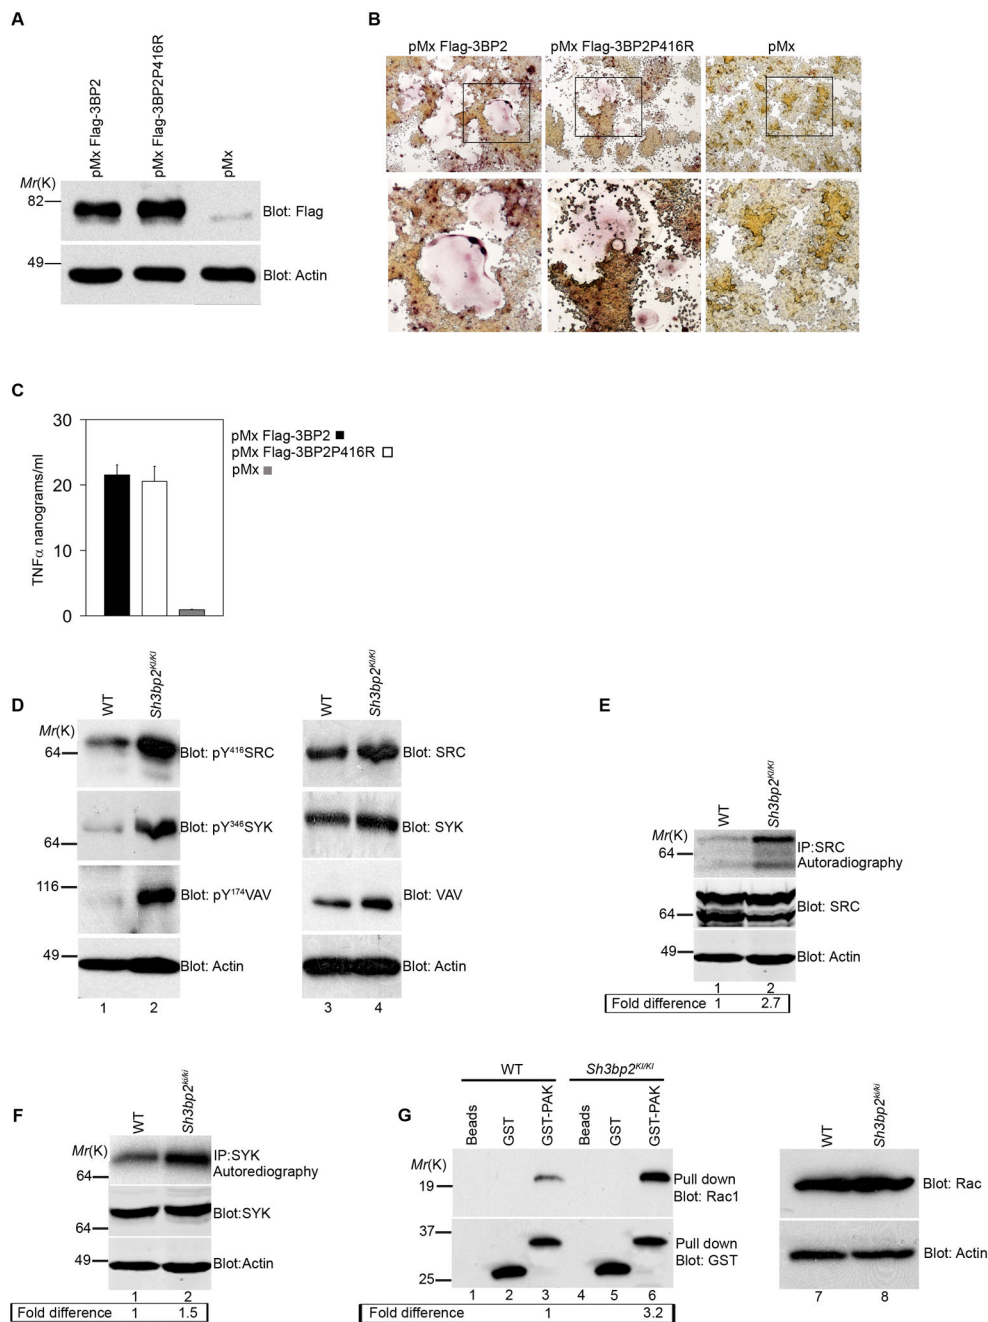 A
pMx Flag-3BP2
pMx Flag-3BP2P416R
pMx
Mr(K)
82
Blot: Flag
49
Blot: Actin
B
pMx Flag-3BP2
pMx Flag-3BP2P416R
pMx
C
30
20
10
0
TNFα nanograms/ml
pMx Flag-3BP2
pMx Flag-3BP2P416R
pMx
D
WT
Sh3bp2KI/KI
Mr(K)
64
Blot: pY416SRC
Blot: pY346SYK
64
116
Blot: pY174VAV
49
Blot: Actin
1 2
WT
Sh3bp2KI/KI
Blot: SRC
Blot: SYK
Blot: VAV
Blot: Actin
3 4
E
WT
Sh3bp2KI/KI
Mr(K)
64
IP:SRC
Autoradiography
Blot: SRC
64
49
Blot: Actin
1 2
Fold difference 1 2.7
F
WT
Sh3bp2ki/ki
Mr(K)
64
IP:SYK
Autorediography
Blot:SYK
64
49
Blot:Actin
1 2
Fold difference 1 1.5
G
WT
Sh3bp2KI/KI
Beads
GST
GST-PAK
Beads
GST
GST-PAK
Mr(K)
19
Pull down
Blot: Rac1
37
Pull down
Blot: GST
25
1 2 3 4 5 6
Fold difference 1 3.2
WT
Sh3bp2ki/ki
Blot: Rac
Blot: Actin
7 8